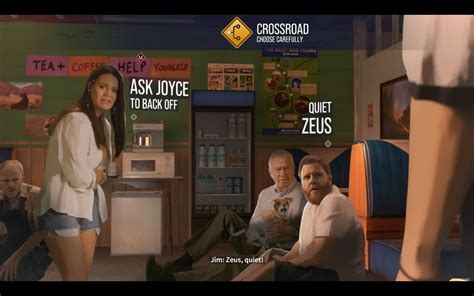 CROSSROAD
CHOOSE CAREFULLY
TEA + COFFEE HELP YOURSELF
ASK JOYCE
TO BACK OFF
QUIET
ZEUS
Jim: Zeus, quiet!